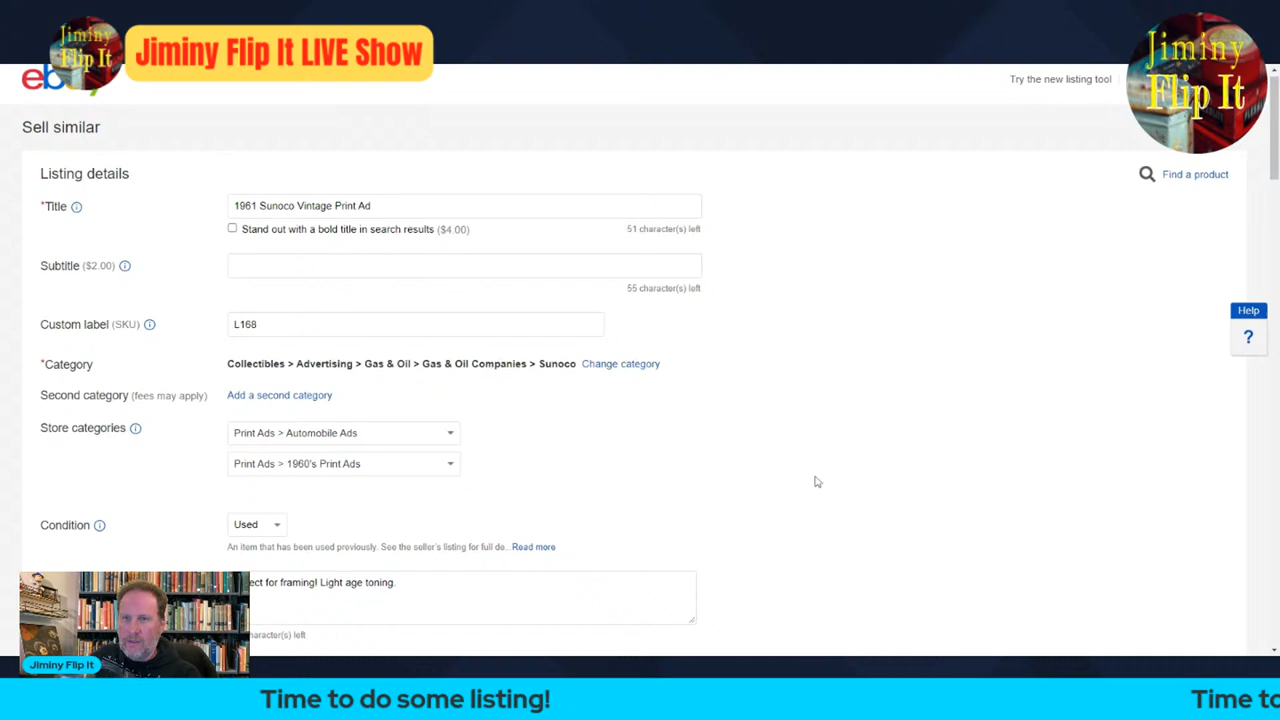 Jiminy
Flip It
Jiminy Flip It LIVE Show
Jiminy
Flip It
Try the new listing tool
Sell similar
Listing details
Find a product
*Title
1961 Sunoco Vintage Print Ad
Stand out with a bold title in search results ($4.00)
51 character(s) left
Subtitle ($2.00)
55 character(s) left
Custom label (SKU)
L168
Help
?
*Category
Collectibles > Advertising > Gas & Oil > Gas & Oil Companies > Sunoco Change category
Second category (fees may apply)
Add a second category
Store categories
Print Ads > Automobile Ads
Print Ads > 1960's Print Ads
Condition
Used
An item that has been used previously. See the seller's listing for full de.. Read more
ect for framing! Light age toning.
haracter(s) left
Jiminy Flip It
Time to do some listing!
Time to